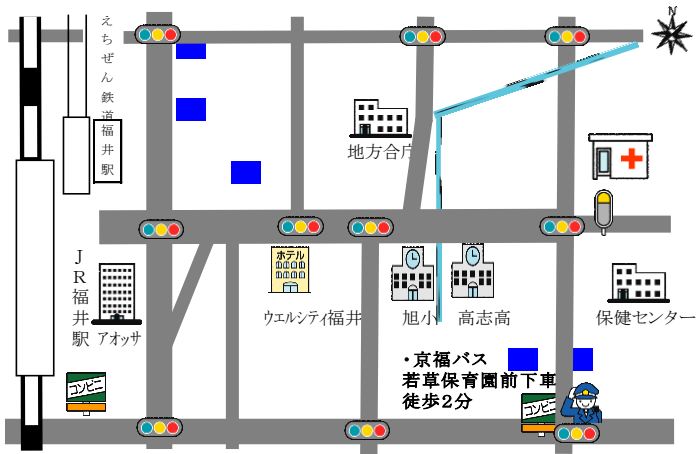 N
えちぜん鉄道
福井駅
地方合庁
ホテル
JR福井駅
アオッサ
ウエルシティ福井
旭小
高志高
保健センター
・京福バス
若草保育園前下車
徒歩2分
コンビニ
コンビニ